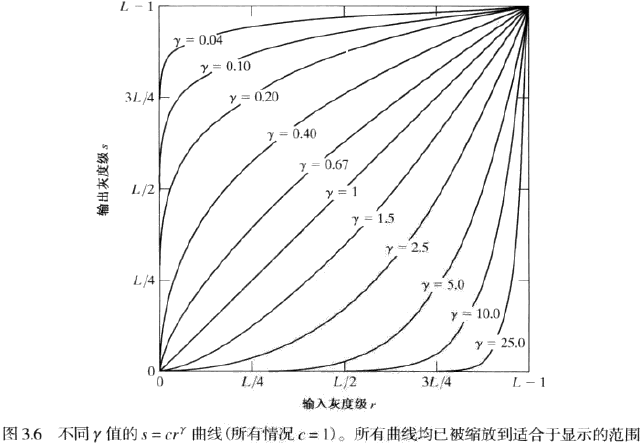 L − 1
γ = 0.04
γ = 0.10
γ = 0.20
3L/4
γ = 0.40
γ = 0.67
输出灰度级 s
L/2
γ = 1
γ = 1.5
γ = 2.5
L/4
γ = 5.0
γ = 10.0
γ = 25.0
0
0 L/4 L/2 3L/4 L − 1
输入灰度级 r
图 3.6 不同 γ 值的 s = crᵞ 曲线(所有情况 c = 1)。所有曲线均已被缩放到适合于显示的范围